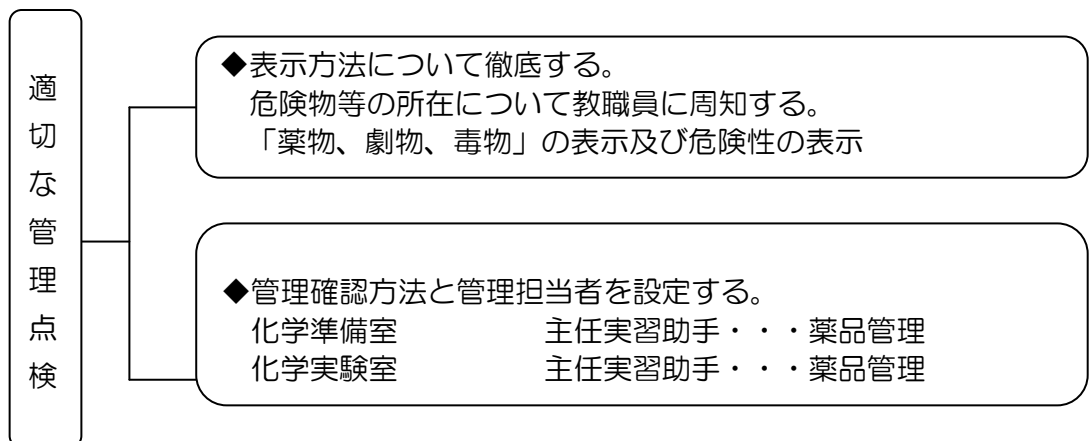 適切な管理点検
◆表示方法について徹底する。
危険物等の所在について教職員に周知する。
「薬物、劇物、毒物」の表示及び危険性の表示
◆管理確認方法と管理担当者を設定する。
化学準備室 主任実習助手・・・薬品管理
化学実験室 主任実習助手・・・薬品管理